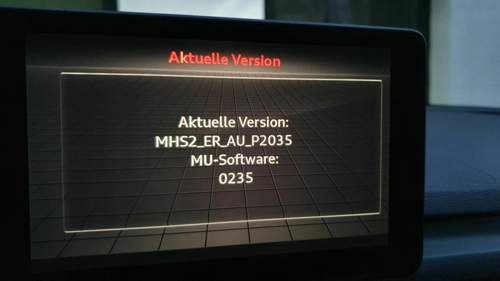 Aktuelle Version
Aktuelle Version:
MHS2_ER_AU_P2035
MU-Software:
0235